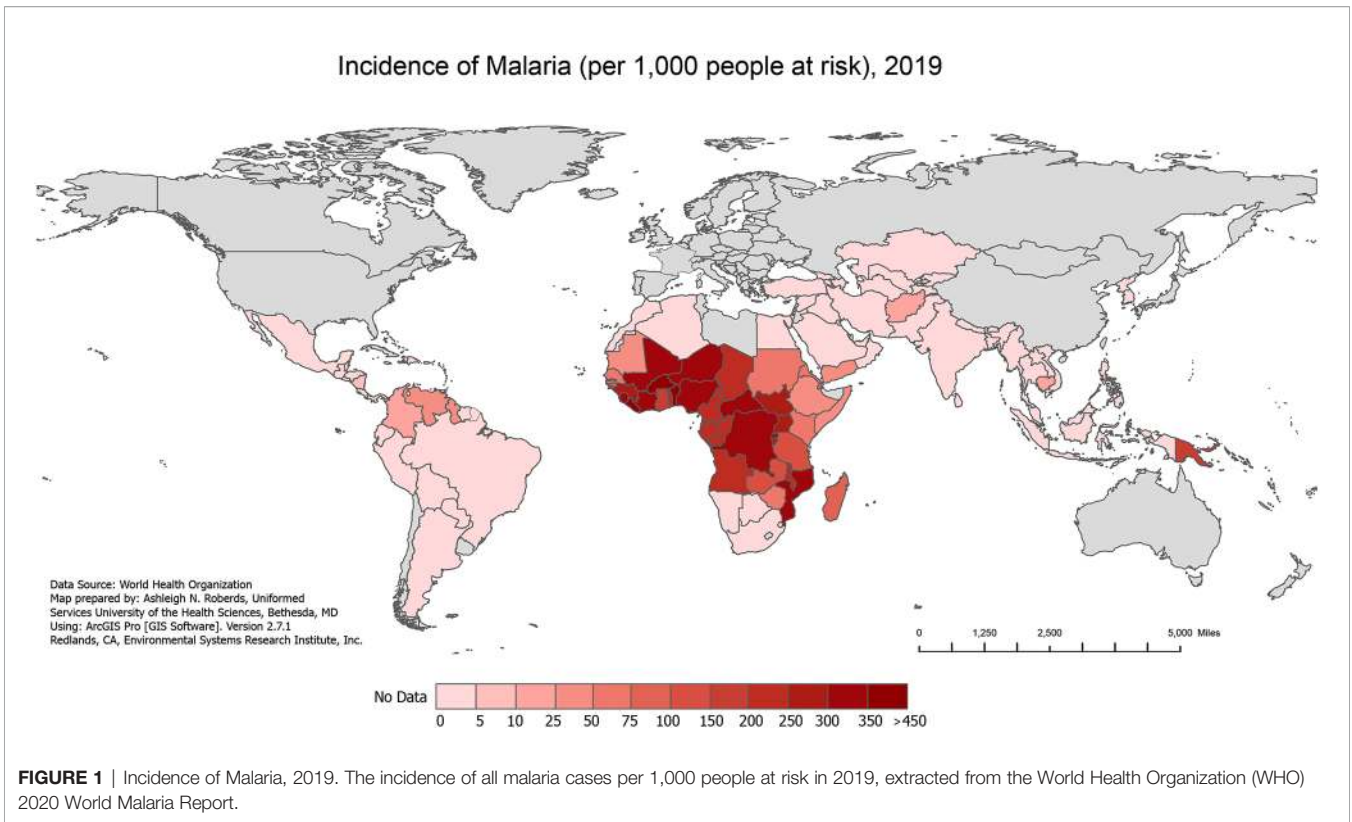 Incidence of Malaria (per 1,000 people at risk), 2019
Data Source: World Health Organization
Map prepared by: Ashleigh N. Roberds, Uniformed
Services University of the Health Sciences, Bethesda, MD
Using: ArcGIS Pro [GIS Software]. Version 2.7.1
Redlands, CA, Environmental Systems Research Institute, Inc.
0 1,250 2,500 5,000 Miles
No Data
0 5 10 25 50 75 100 150 200 250 300 350 >450
FIGURE 1 | Incidence of Malaria, 2019. The incidence of all malaria cases per 1,000 people at risk in 2019, extracted from the World Health Organization (WHO)
2020 World Malaria Report.